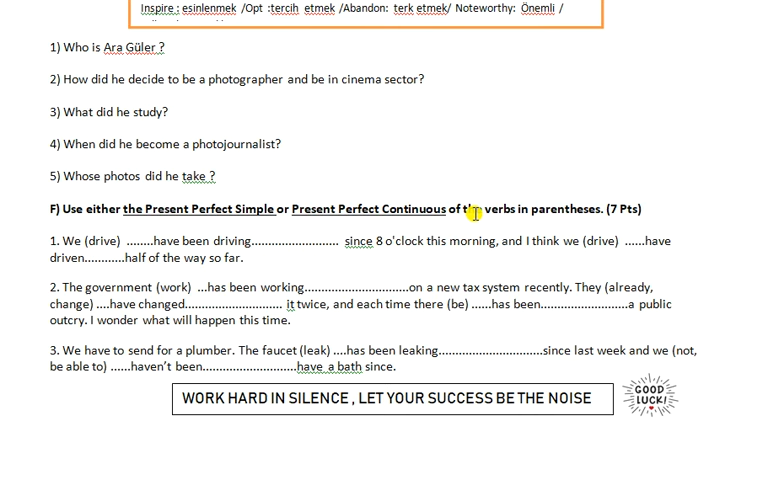 Inspire : esinlenmek /Opt :tercih etmek /Abandon: terk etmek/ Noteworthy: Önemli /
1) Who is Ara Güler ?
2) How did he decide to be a photographer and be in cinema sector?
3) What did he study?
4) When did he become a photojournalist?
5) Whose photos did he take ?
F) Use either the Present Perfect Simple or Present Perfect Continuous of verbs in parentheses. (7 Pts)
1. We (drive) ........have been driving.......................... since 8 o'clock this morning, and I think we (drive) ......have
driven............half of the way so far.
2. The government (work) ...has been working...............................on a new tax system recently. They (already,
change) ....have changed............................. it twice, and each time there (be) ......has been..........................a public
outcry. I wonder what will happen this time.
3. We have to send for a plumber. The faucet (leak) ....has been leaking...............................since last week and we (not,
be able to) ......haven't been............................have a bath since.
WORK HARD IN SILENCE , LET YOUR SUCCESS BE THE NOISE
GOOD
LUCK!